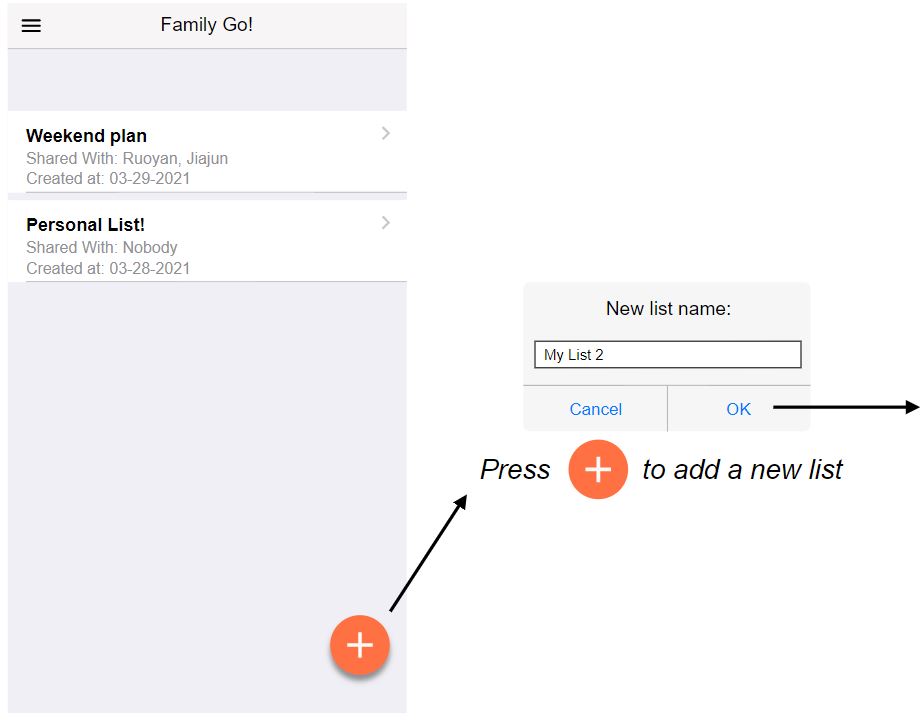 Family Go!
Weekend plan
Shared With: Ruoyan, Jiajun
Created at: 03-29-2021
Personal List!
Shared With: Nobody
Created at: 03-28-2021
New list name:
My List 2
Cancel OK
Press + to add a new list
+